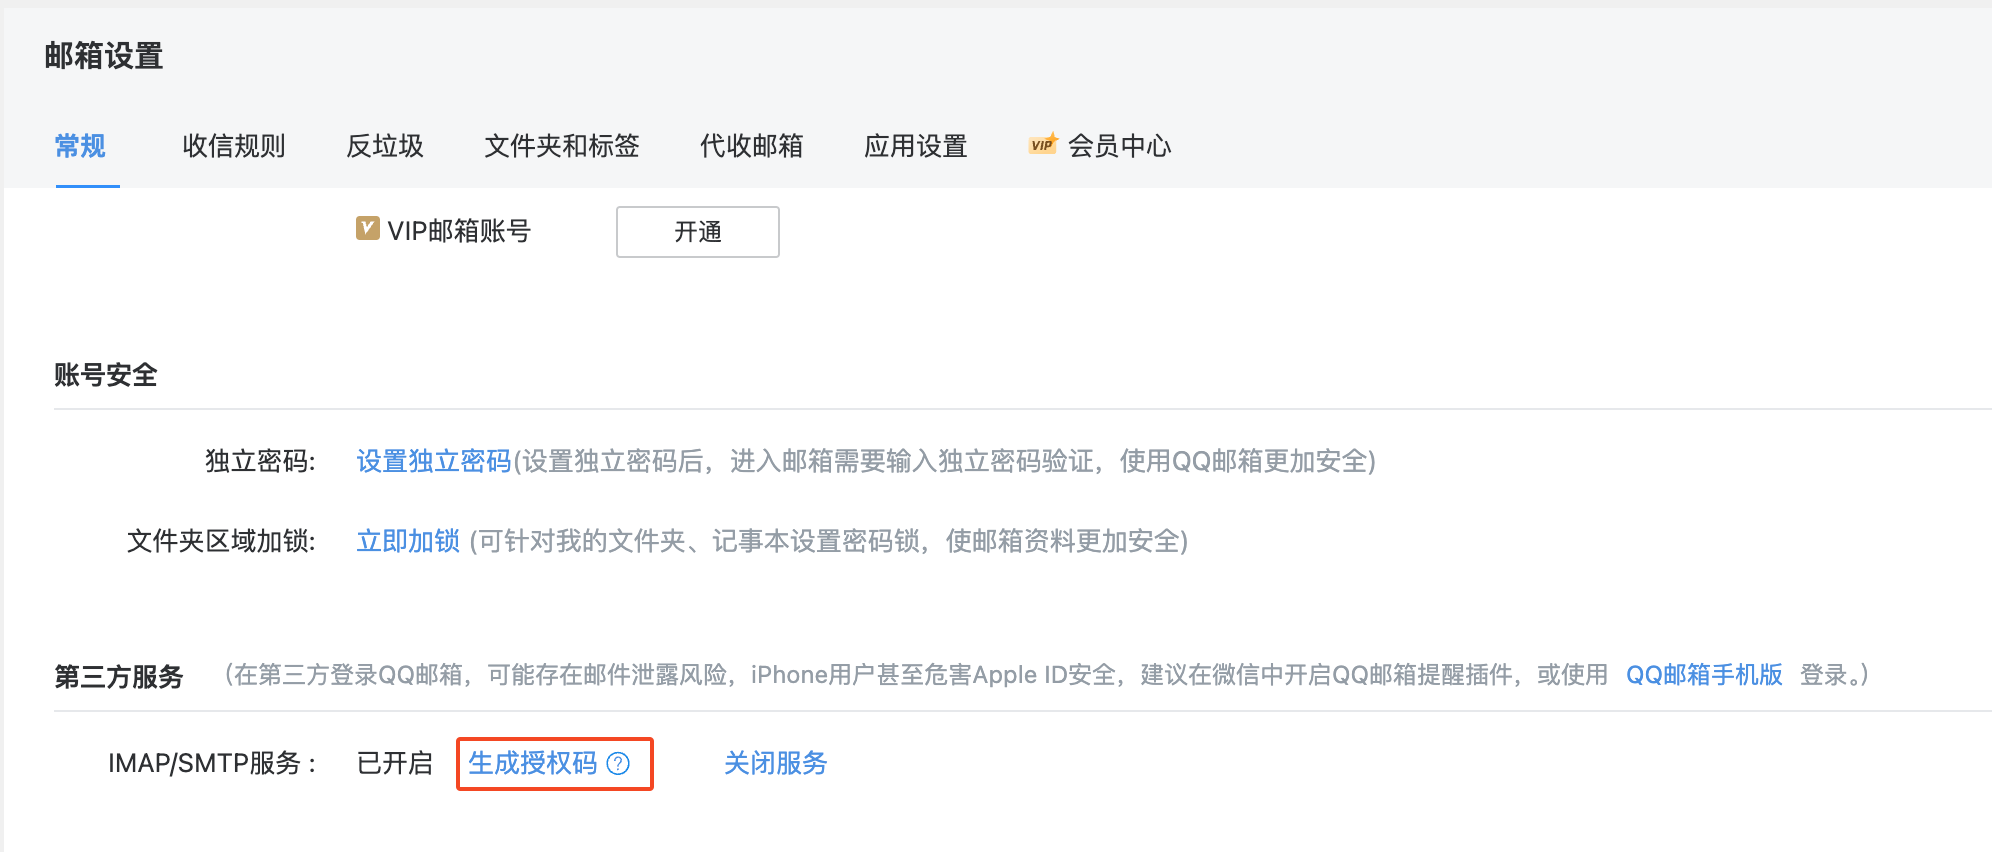 邮箱设置
常规 收信规则 反垃圾 文件夹和标签 代收邮箱 应用设置 VIP 会员中心
V VIP邮箱账号 开通
账号安全
独立密码: 设置独立密码(设置独立密码后，进入邮箱需要输入独立密码验证，使用QQ邮箱更加安全)
文件夹区域加锁: 立即加锁 (可针对我的文件夹、记事本设置密码锁，使邮箱资料更加安全)
第三方服务 （在第三方登录QQ邮箱，可能存在邮件泄露风险，iPhone用户甚至危害Apple ID安全，建议在微信中开启QQ邮箱提醒插件，或使用 QQ邮箱手机版 登录。）
IMAP/SMTP服务： 已开启 生成授权码 ? 关闭服务